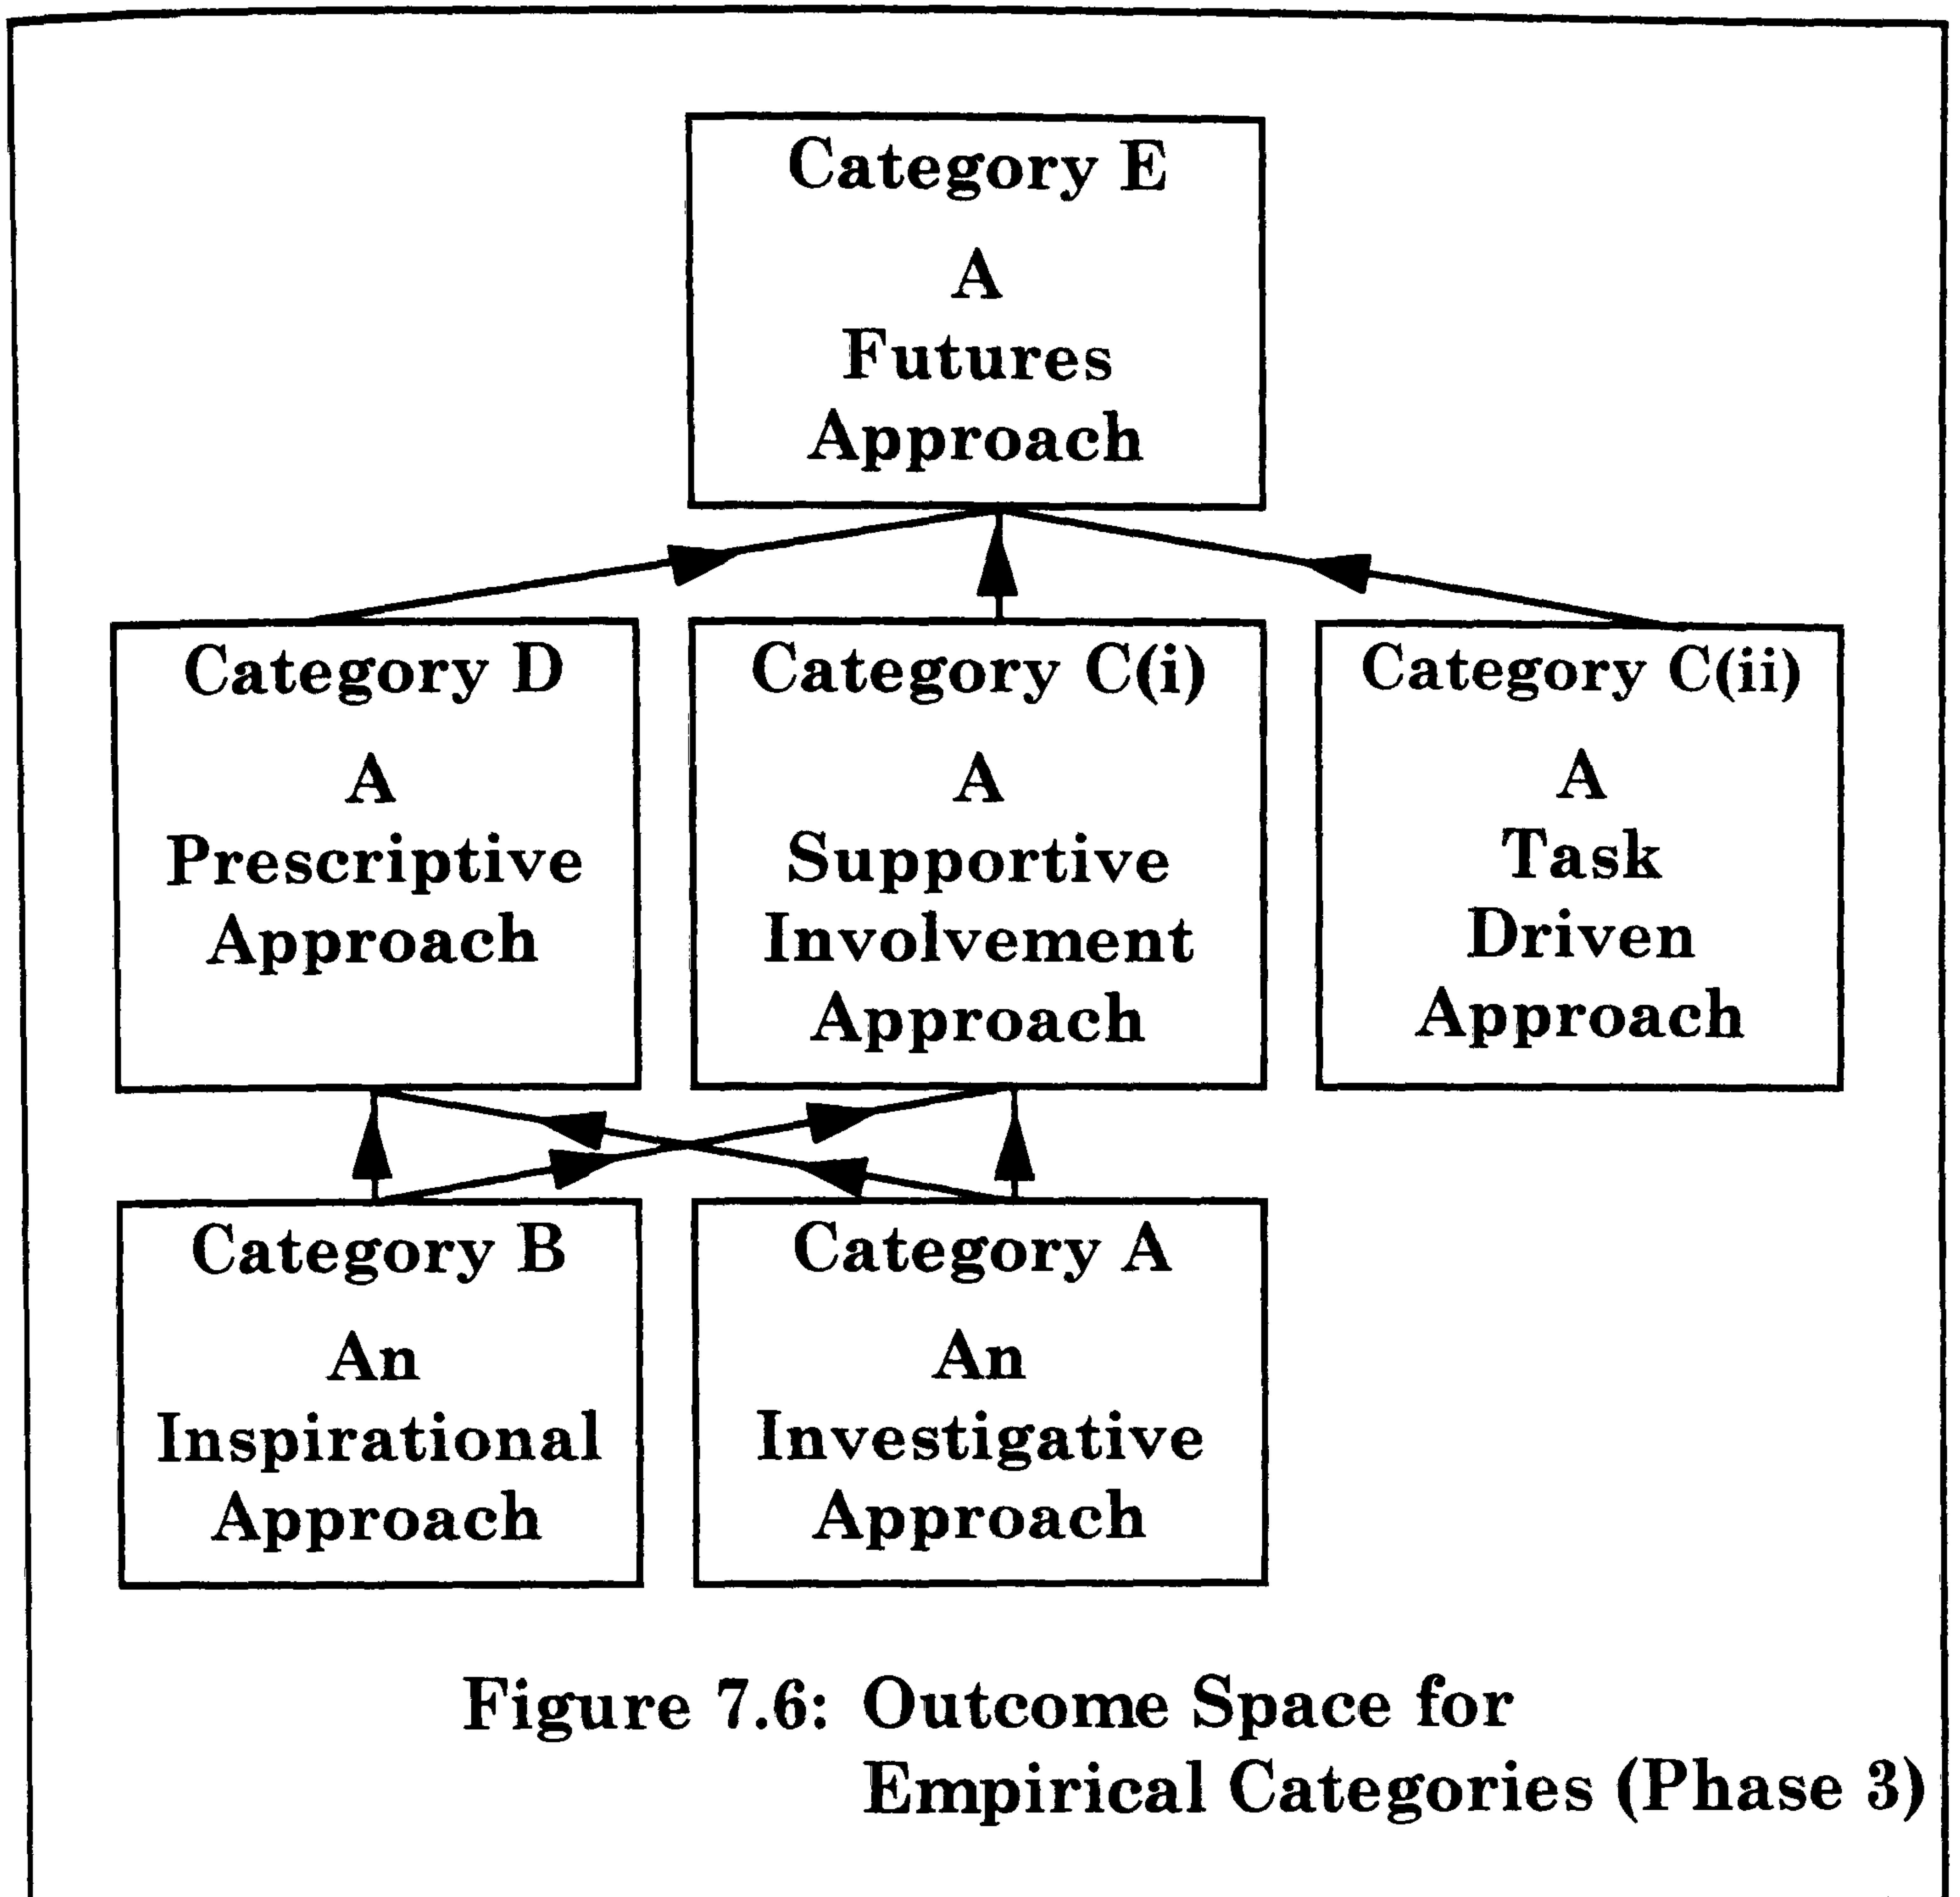 Category E
A
Futures
Approach
Category D
A
Prescriptive
Approach
Category C(i)
A
Supportive
Involvement
Approach
Category C(ii)
A
Task
Driven
Approach
Category B
An
Inspirational
Approach
Category A
An
Investigative
Approach
Figure 7.6: Outcome Space for
Empirical Categories (Phase 3)